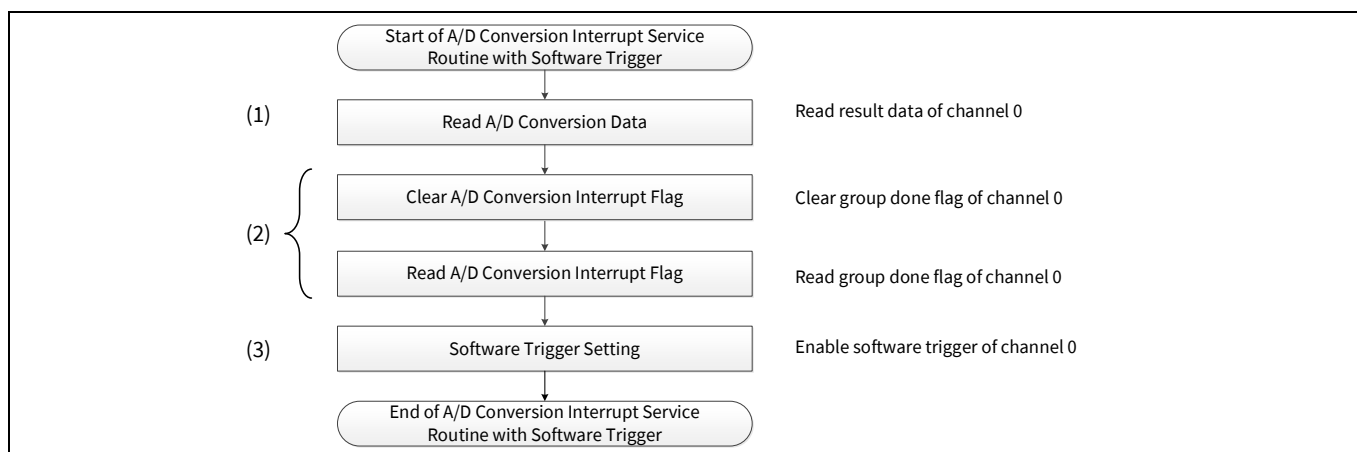 Start of A/D Conversion Interrupt Service
Routine with Software Trigger
(1)
Read A/D Conversion Data
Read result data of channel 0
Clear A/D Conversion Interrupt Flag
Clear group done flag of channel 0
(2)
Read A/D Conversion Interrupt Flag
Read group done flag of channel 0
(3)
Software Trigger Setting
Enable software trigger of channel 0
End of A/D Conversion Interrupt Service
Routine with Software Trigger